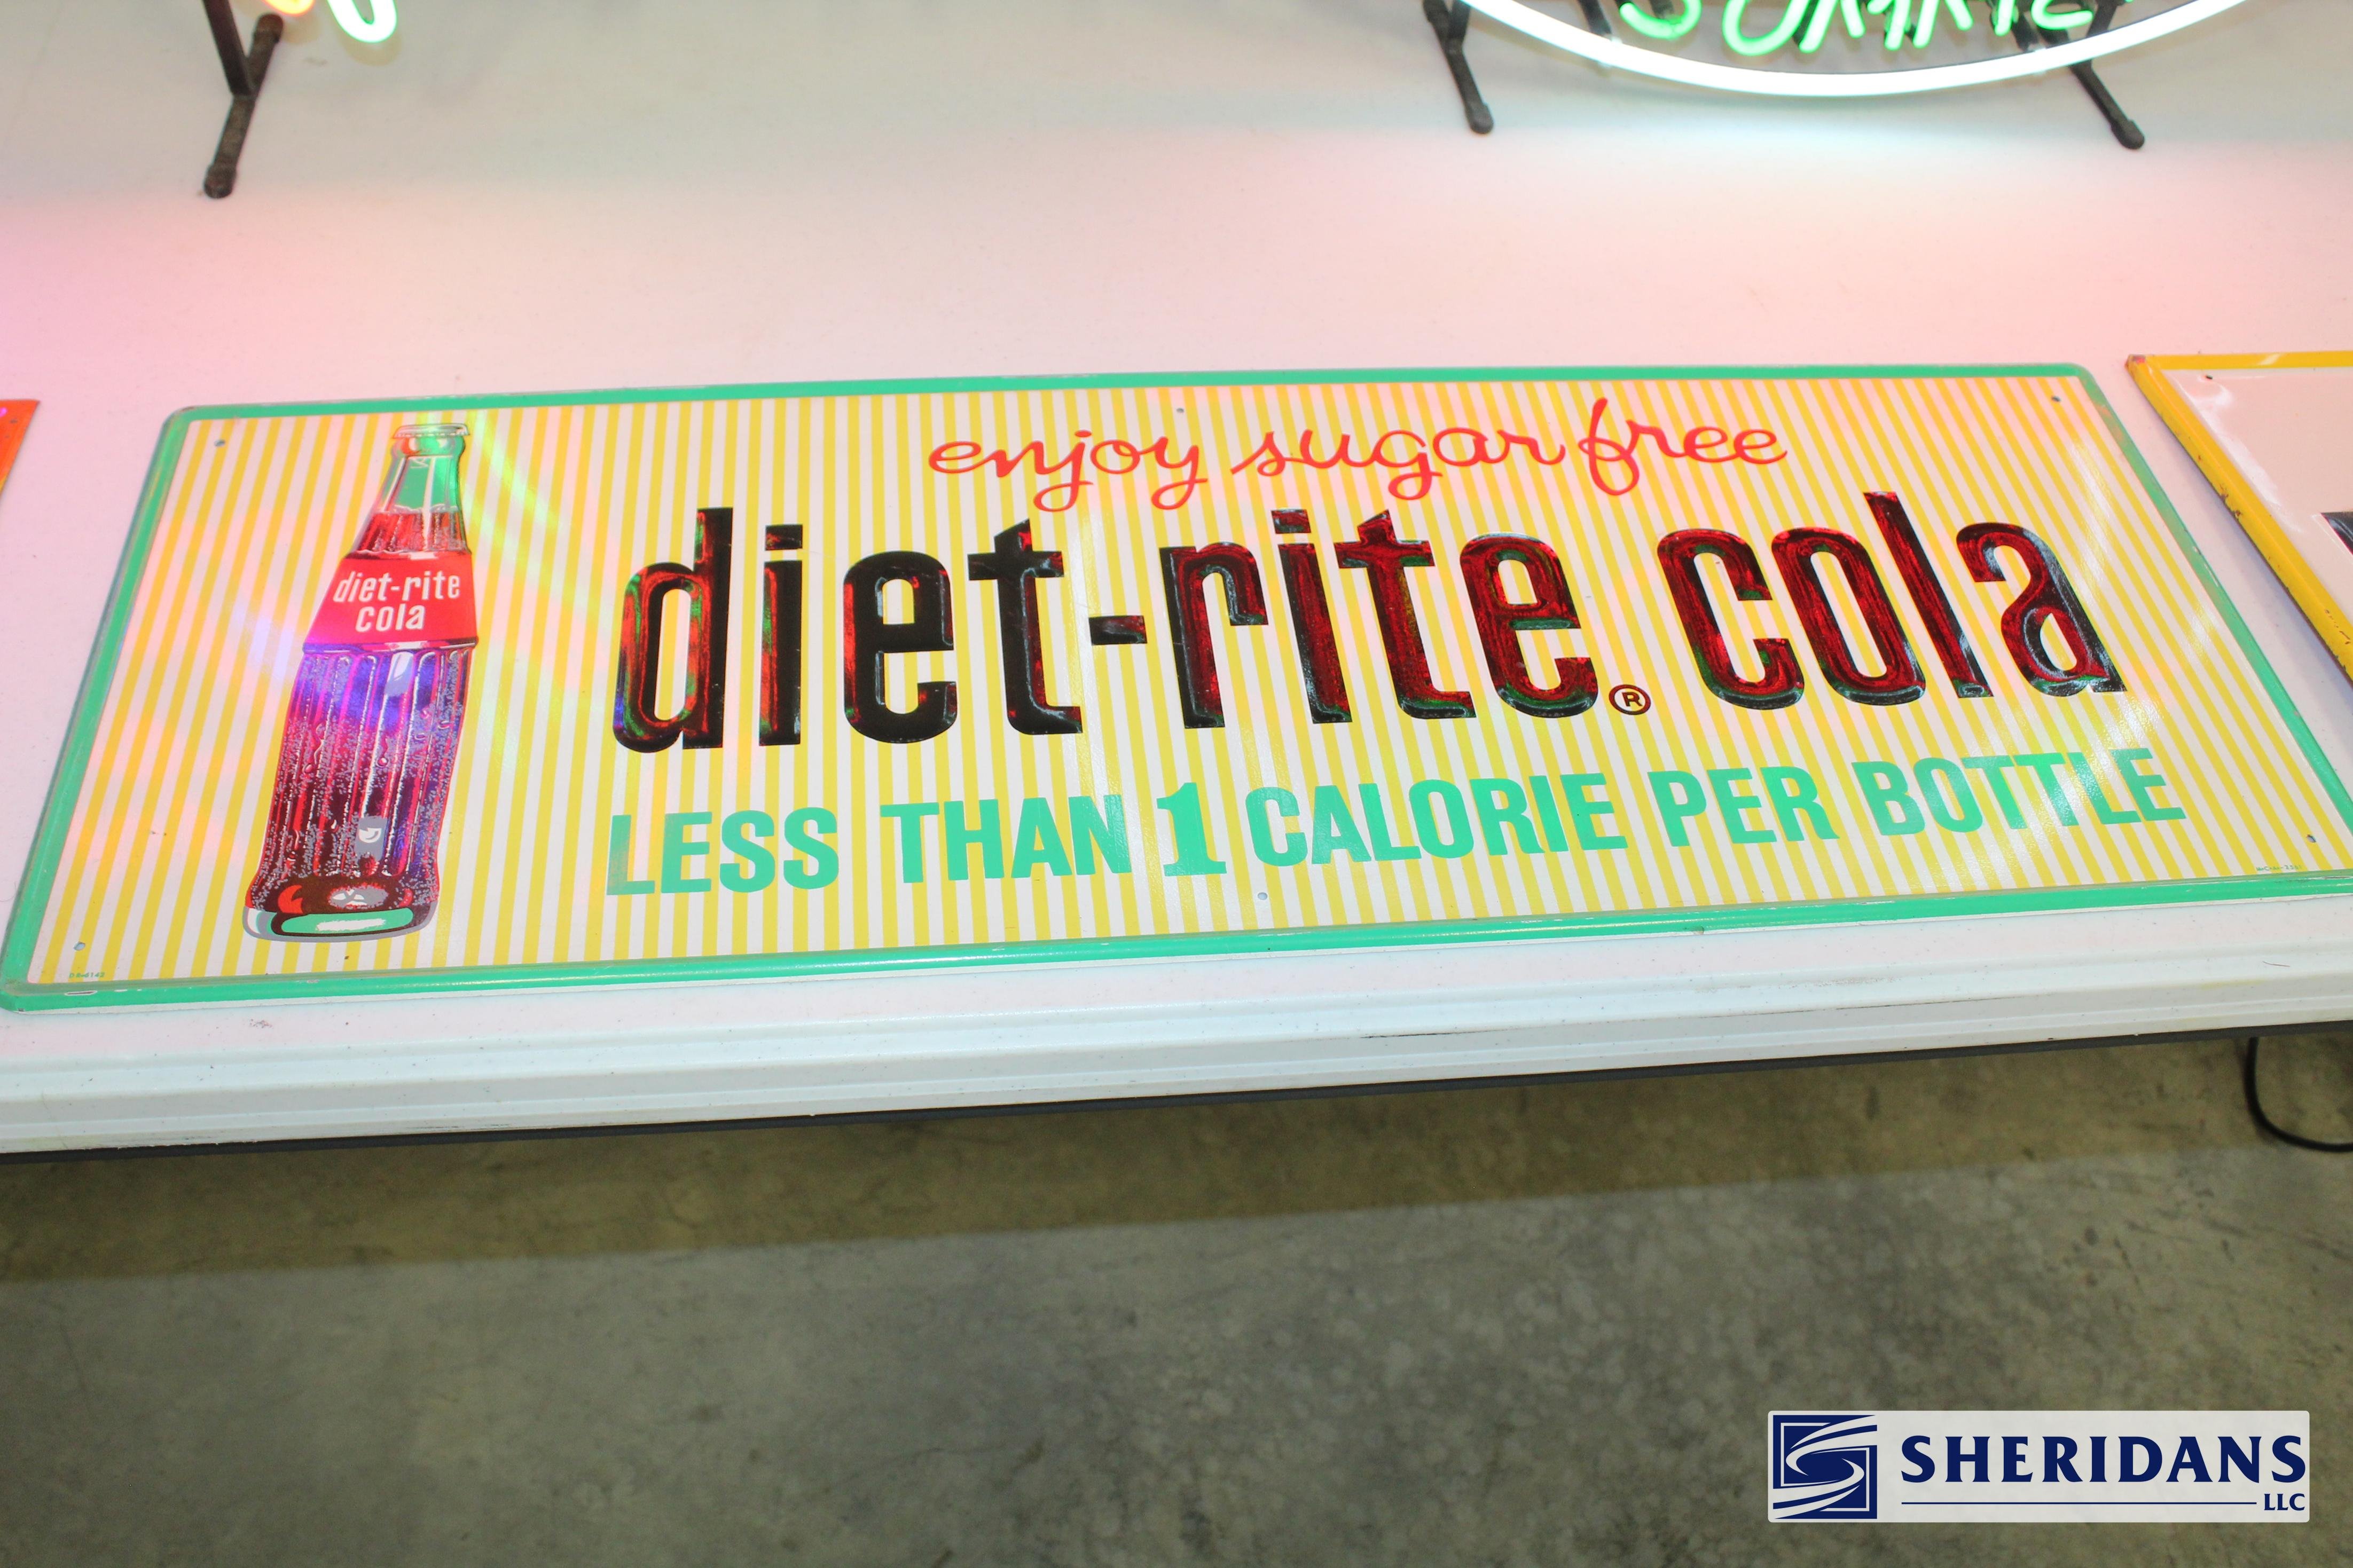 enjoy sugar free
diet-rite® cola
LESS THAN 1 CALORIE PER BOTTLE
diet-rite
cola
SHERIDANS
LLC